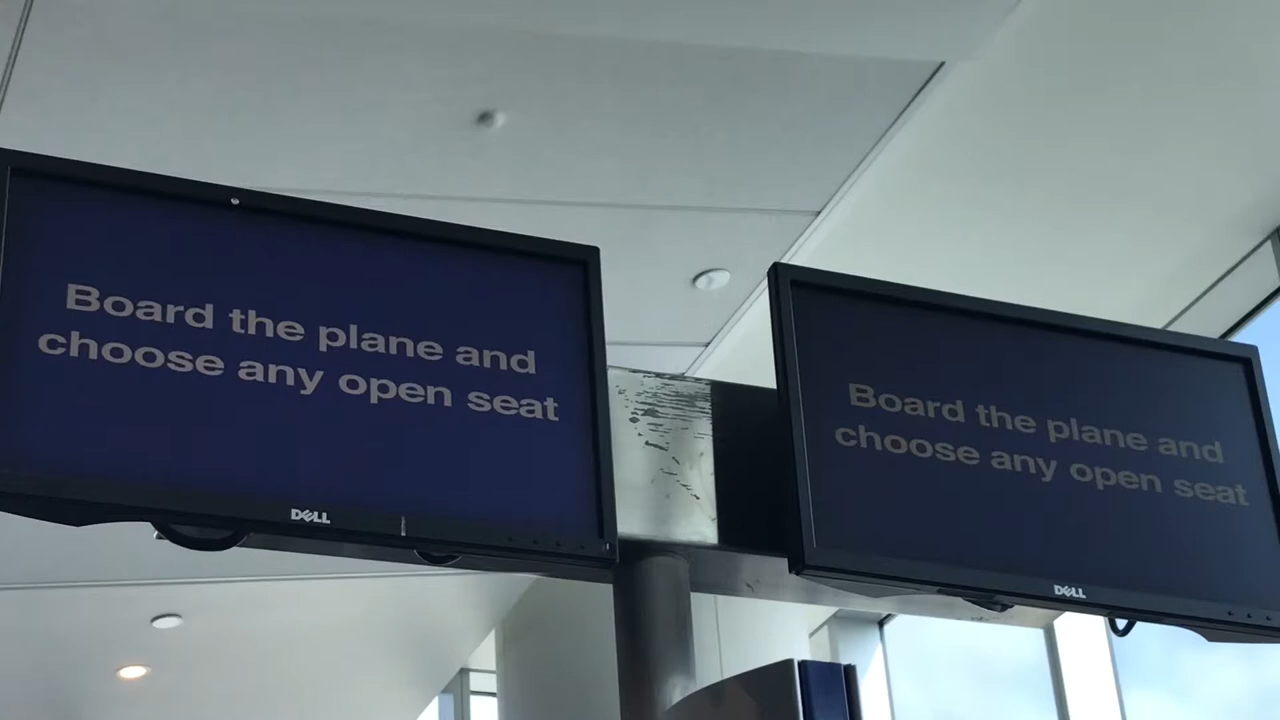 Board the plane and
choose any open seat
DELL
Board the plane and
choose any open seat
DELL